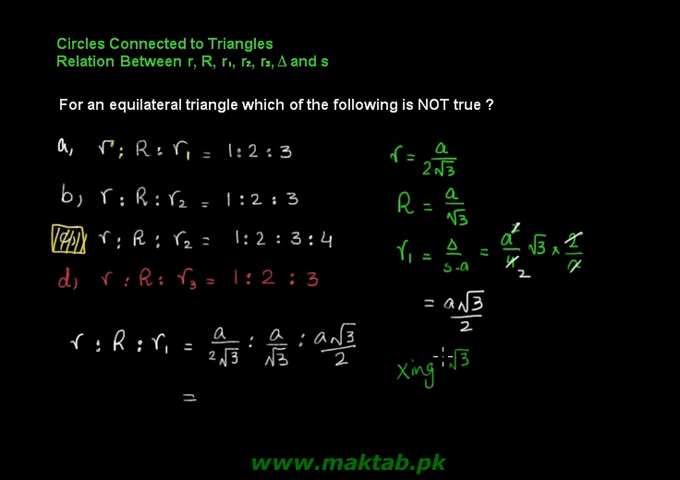 Circles Connected to Triangles
Relation Between r, R, r₁, r₂, r₃, Δ and s
For an equilateral triangle which of the following is NOT true ?
a, r : R : r₁ = 1 : 2 : 3
b) r : R : r₂ = 1 : 2 : 3
r : R : r₂ = 1 : 2 : 3 : 4
d, r : R : r₃ = 1 : 2 : 3
r : R : r₁ = a/2√3 : a/√3 : a√3/2
=
r = a/2√3
R = a/√3
r₁ = Δ/s-a = a²/4 √3 × 2/a
2
= a√3/2
xing √3
www.maktab.pk